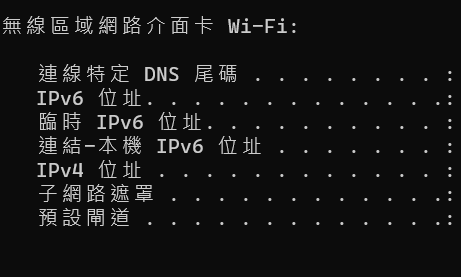 無線區域網路介面卡 Wi-Fi:
連線特定 DNS 尾碼 . . . . . . . . :
IPv6 位址. . . . . . . . . . . . .:
臨時 IPv6 位址. . . . . . . . . . :
連結-本機 IPv6 位址 . . . . . . . :
IPv4 位址 . . . . . . . . . . . . :
子網路遮罩 . . . . . . . . . . . .:
預設閘道 . . . . . . . . . . . . .: